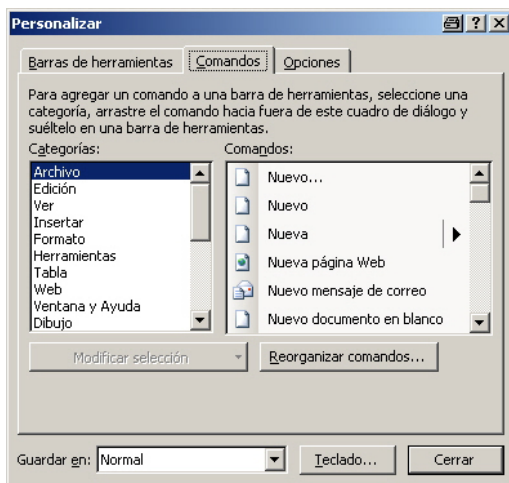 Personalizar
Barras de herramientas Comandos Opciones
Para agregar un comando a una barra de herramientas, seleccione una
categoría, arrastre el comando hacia fuera de este cuadro de diálogo y
suéltelo en una barra de herramientas.
Categorías: Comandos:
Archivo Nuevo...
Edición
Ver Nuevo
Insertar
Formato Nueva
Herramientas Nueva página Web
Tabla
Web Nuevo mensaje de correo
Ventana y Ayuda
Dibujo Nuevo documento en blanco
Modificar selección Reorganizar comandos...
Guardar en: Normal Teclado... Cerrar